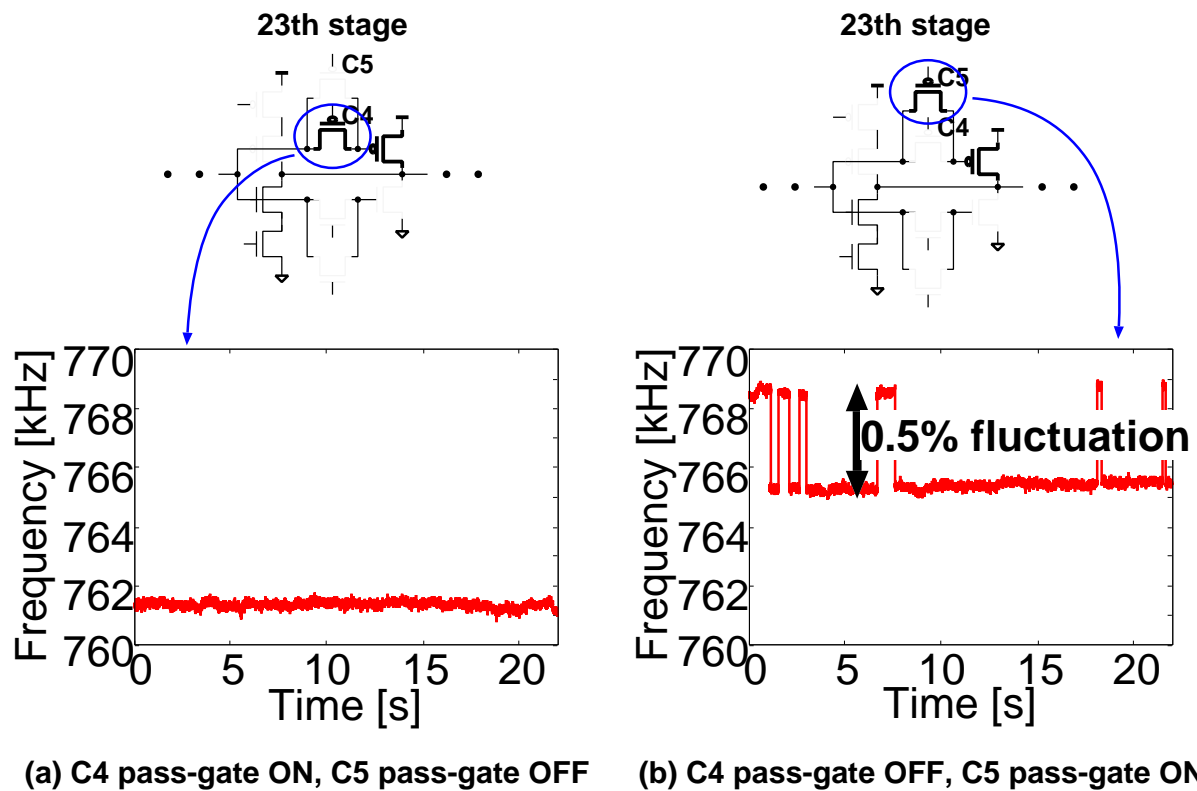 23th stage
C5
C4
770
768
766
764
762
760
Frequency [kHz]
0 5 10 15 20
Time [s]
(a) C4 pass-gate ON, C5 pass-gate OFF
23th stage
C5
C4
770
768
766
764
762
760
Frequency [kHz]
0.5% fluctuation
0 5 10 15 20
Time [s]
(b) C4 pass-gate OFF, C5 pass-gate ON